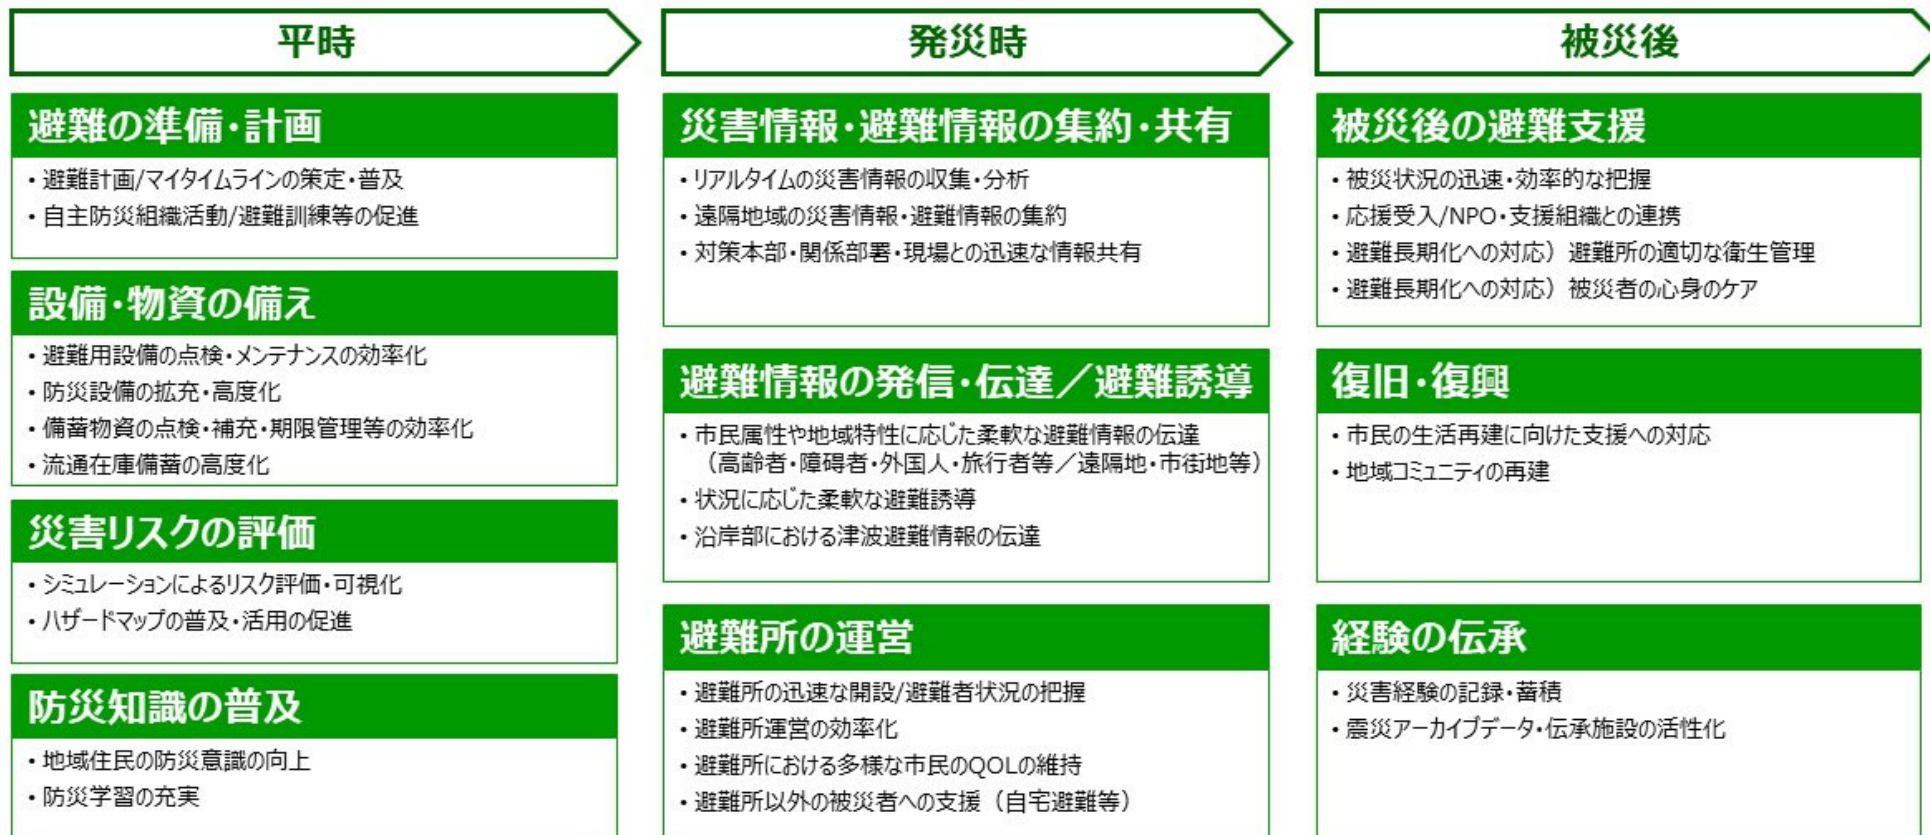 平時
避難の準備・計画
・避難計画/マイタイムラインの策定・普及
・自主防災組織活動/避難訓練等の促進
設備・物資の備え
・避難用設備の点検・メンテナンスの効率化
・防災設備の拡充・高度化
・備蓄物資の点検・補充・期限管理等の効率化
・流通在庫備蓄の高度化
災害リスクの評価
・シミュレーションによるリスク評価・可視化
・ハザードマップの普及・活用の促進
防災知識の普及
・地域住民の防災意識の向上
・防災学習の充実
発災時
災害情報・避難情報の集約・共有
・リアルタイムの災害情報の収集・分析
・遠隔地域の災害情報・避難情報の集約
・対策本部・関係部署・現場との迅速な情報共有
避難情報の発信・伝達／避難誘導
・市民属性や地域特性に応じた柔軟な避難情報の伝達
（高齢者・障碍者・外国人・旅行者等／遠隔地・市街地等）
・状況に応じた柔軟な避難誘導
・沿岸部における津波避難情報の伝達
避難所の運営
・避難所の迅速な開設/避難者状況の把握
・避難所運営の効率化
・避難所における多様な市民のQOLの維持
・避難所以外の被災者への支援（自宅避難等）
被災後
被災後の避難支援
・被災状況の迅速・効率的な把握
・応援受入/NPO・支援組織との連携
・避難長期化への対応）避難所の適切な衛生管理
・避難長期化への対応）被災者の心身のケア
復旧・復興
・市民の生活再建に向けた支援への対応
・地域コミュニティの再建
経験の伝承
・災害経験の記録・蓄積
・震災アーカイブデータ・伝承施設の活性化